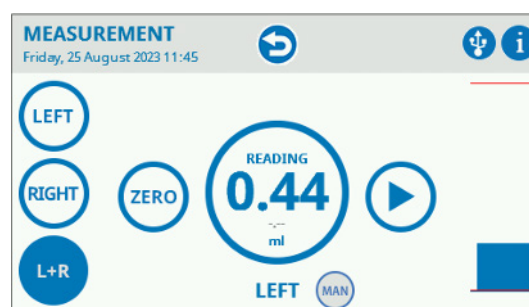 MEASUREMENT
Friday, 25 August 2023 11:45
i
LEFT
RIGHT
L+R
ZERO
READING
0.44
-.--
ml
LEFT
MAN